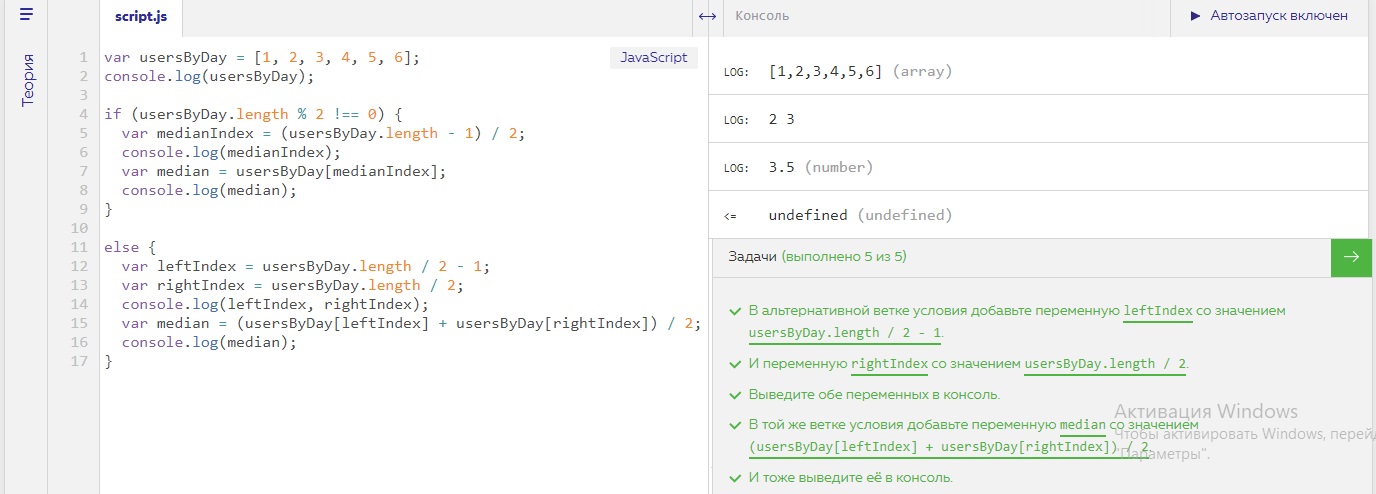 script.js
Консоль
Автозапуск включен
Теория
JavaScript
1 var usersByDay = [1, 2, 3, 4, 5, 6];
2 console.log(usersByDay);
3
4 if (usersByDay.length % 2 !== 0) {
5   var medianIndex = (usersByDay.length - 1) / 2;
6   console.log(medianIndex);
7   var median = usersByDay[medianIndex];
8   console.log(median);
9 }
10
11 else {
12   var leftIndex = usersByDay.length / 2 - 1;
13   var rightIndex = usersByDay.length / 2;
14   console.log(leftIndex, rightIndex);
15   var median = (usersByDay[leftIndex] + usersByDay[rightIndex]) / 2;
16   console.log(median);
17 }
LOG: [1,2,3,4,5,6] (array)
LOG: 2 3
LOG: 3.5 (number)
<= undefined (undefined)
Задачи (выполнено 5 из 5)
В альтернативной ветке условия добавьте переменную leftIndex со значением
usersByDay.length / 2 - 1.
И переменную rightIndex со значением usersByDay.length / 2.
Выведите обе переменных в консоль.
В той же ветке условия добавьте переменную median со значением
(usersByDay[leftIndex] + usersByDay[rightIndex]) / 2.
И тоже выведите её в консоль.
Активация Windows
Чтобы активировать Windows, перей
"Параметры".